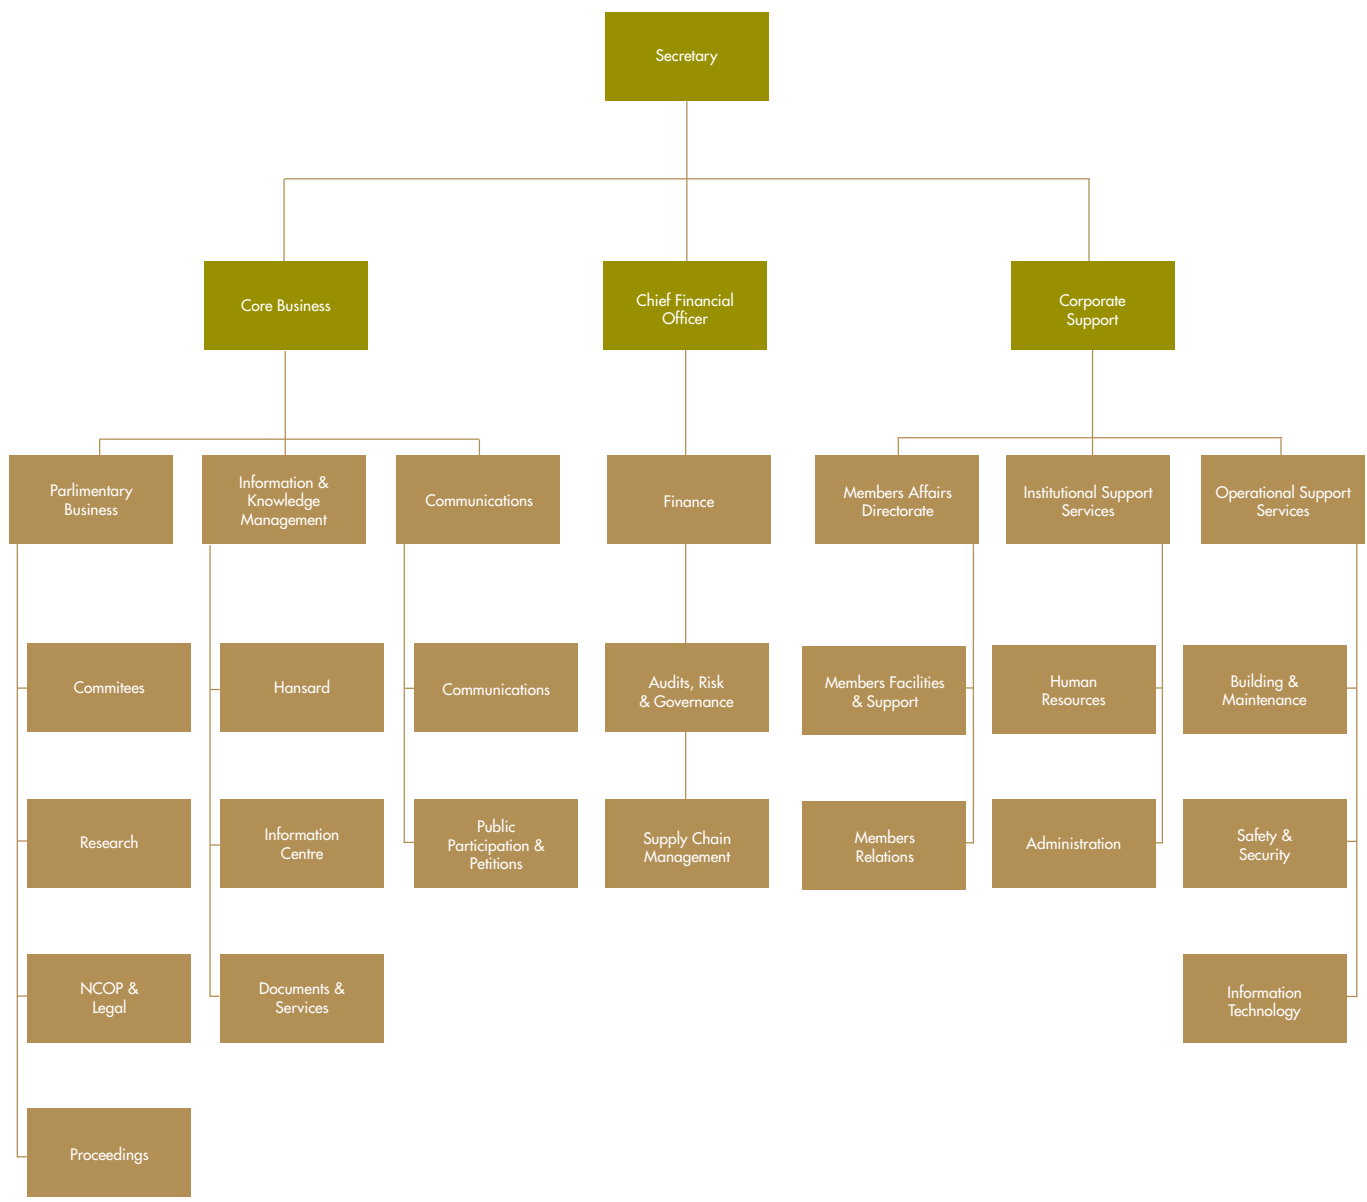 Secretary
Core Business
Chief Financial
Officer
Corporate
Support
Parlimentary
Business
Information &
Knowledge
Management
Communications
Finance
Members Affairs
Directorate
Institutional Support
Services
Operational Support
Services
Commitees
Hansard
Communications
Audits, Risk
& Governance
Members Facilities
& Support
Human
Resources
Building &
Maintenance
Research
Information
Centre
Public
Participation &
Petitions
Supply Chain
Management
Members
Relations
Administration
Safety &
Security
NCOP &
Legal
Documents &
Services
Information
Technology
Proceedings